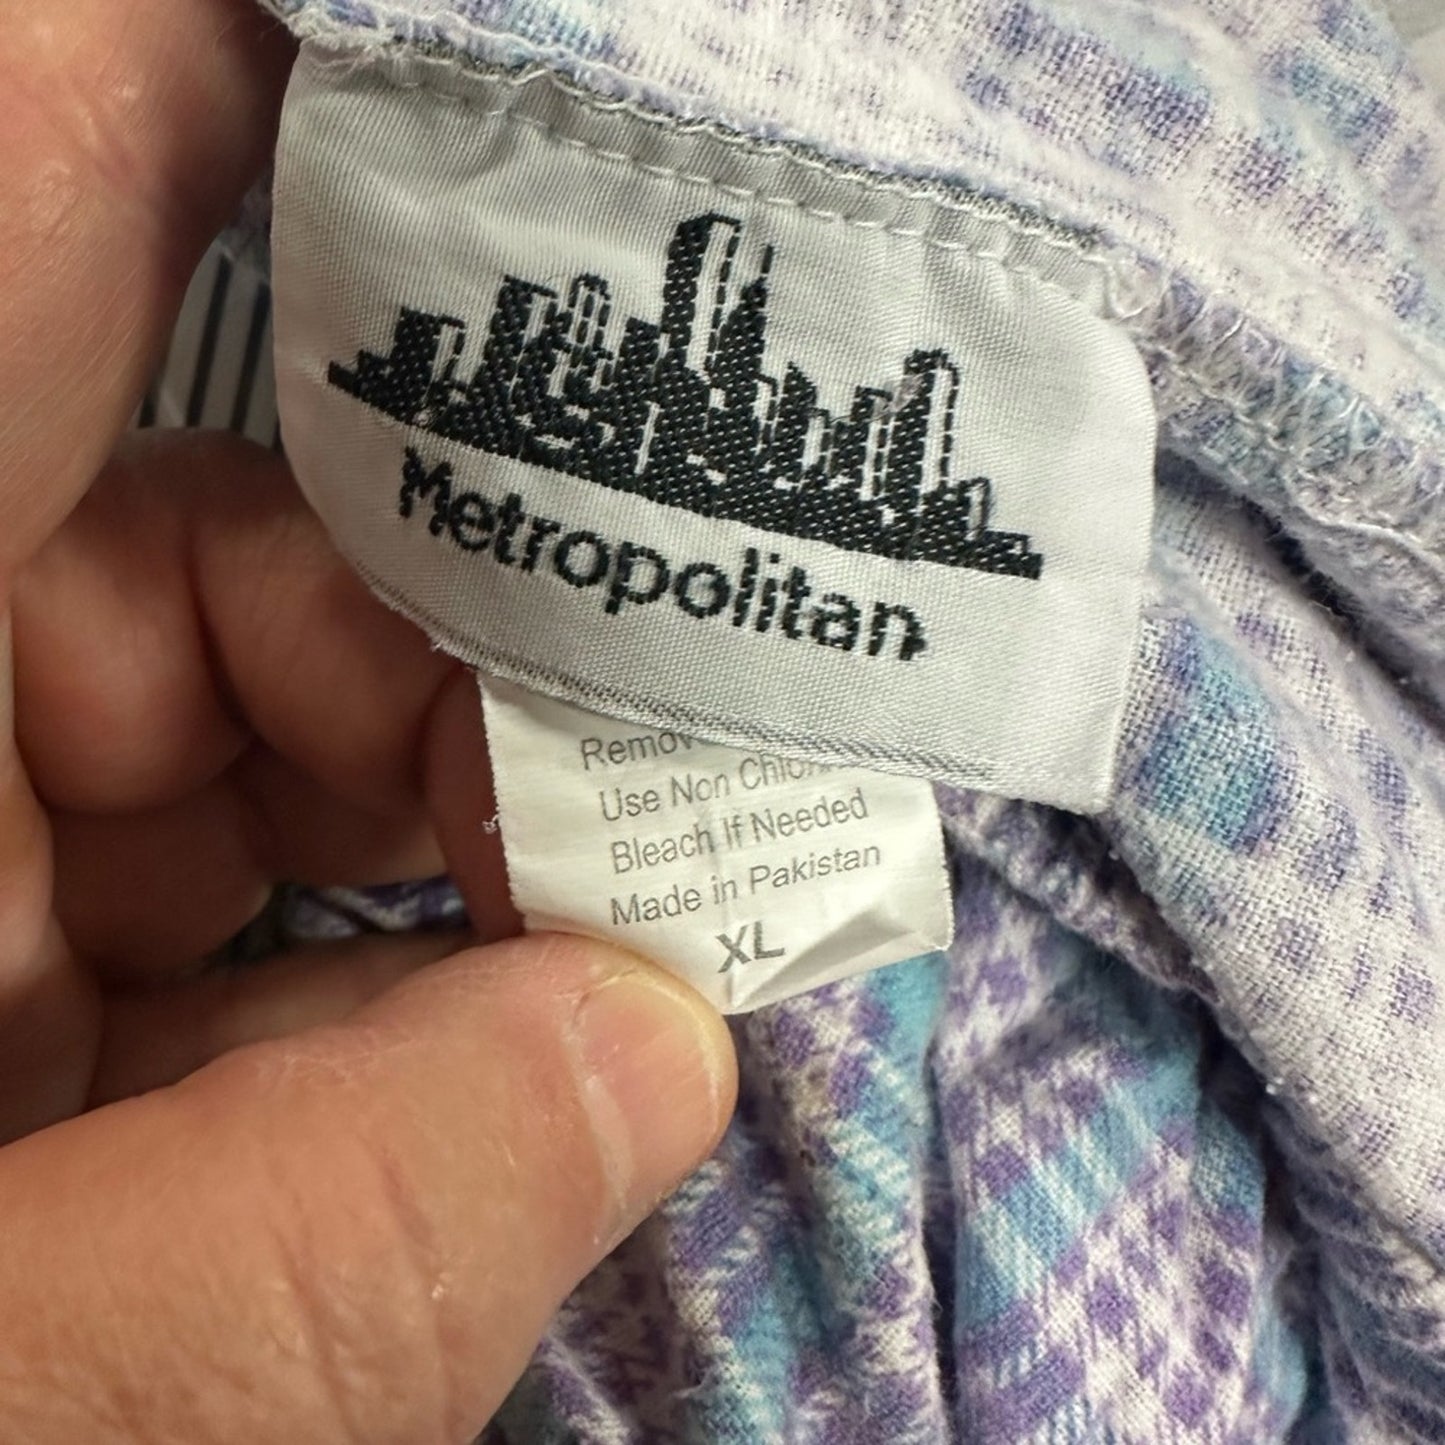 Metropolitan
Use Non
Bleach If Needed
Made in Pakistan
XL